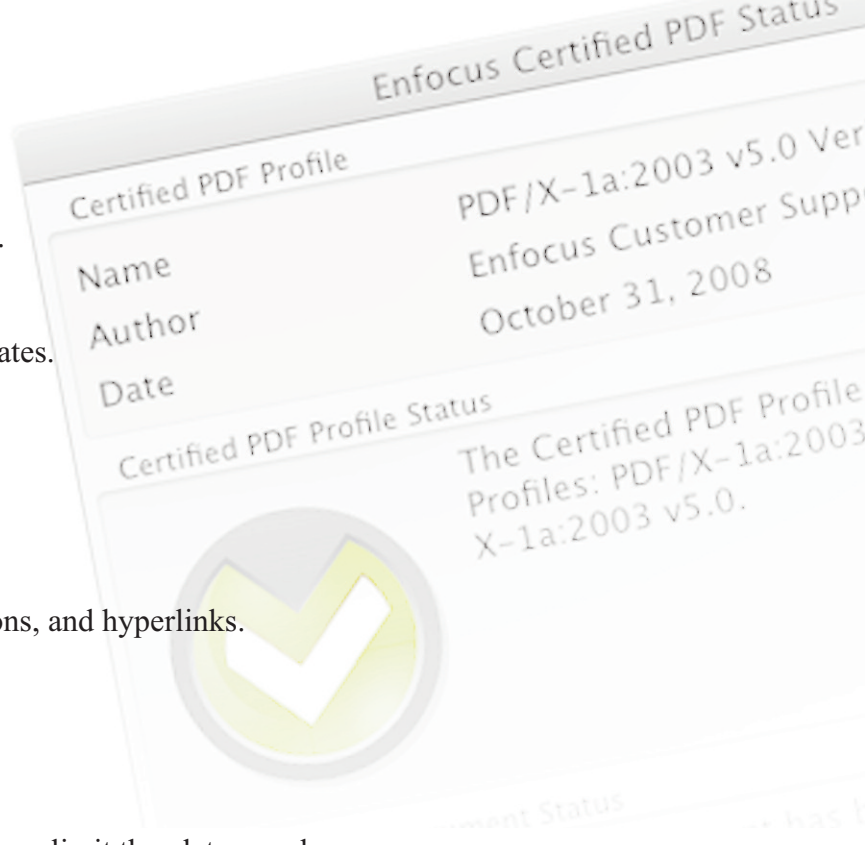 Enfocus Certified PDF Status
Certified PDF Profile
Name PDF/X-1a:2003 v5.0
Author Enfocus Customer
Date October 31, 2008
Certified PDF Profile Status
The Certified PDF Profile
Profiles: PDF/X-1a:2003
X-1a:2003 v5.0.
and hyperlinks.
Status
has